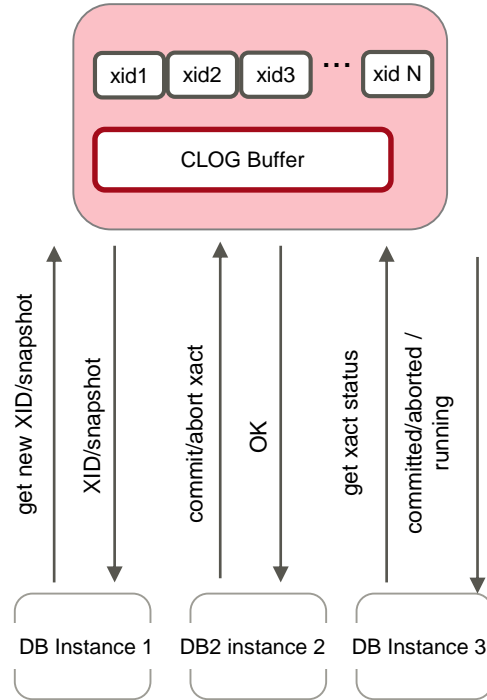 xid1 xid2 xid3 ... xid N
CLOG Buffer
get new XID/snapshot
XID/snapshot
commit/abort xact
OK
get xact status
committed/aborted /
running
DB Instance 1
DB2 instance 2
DB Instance 3